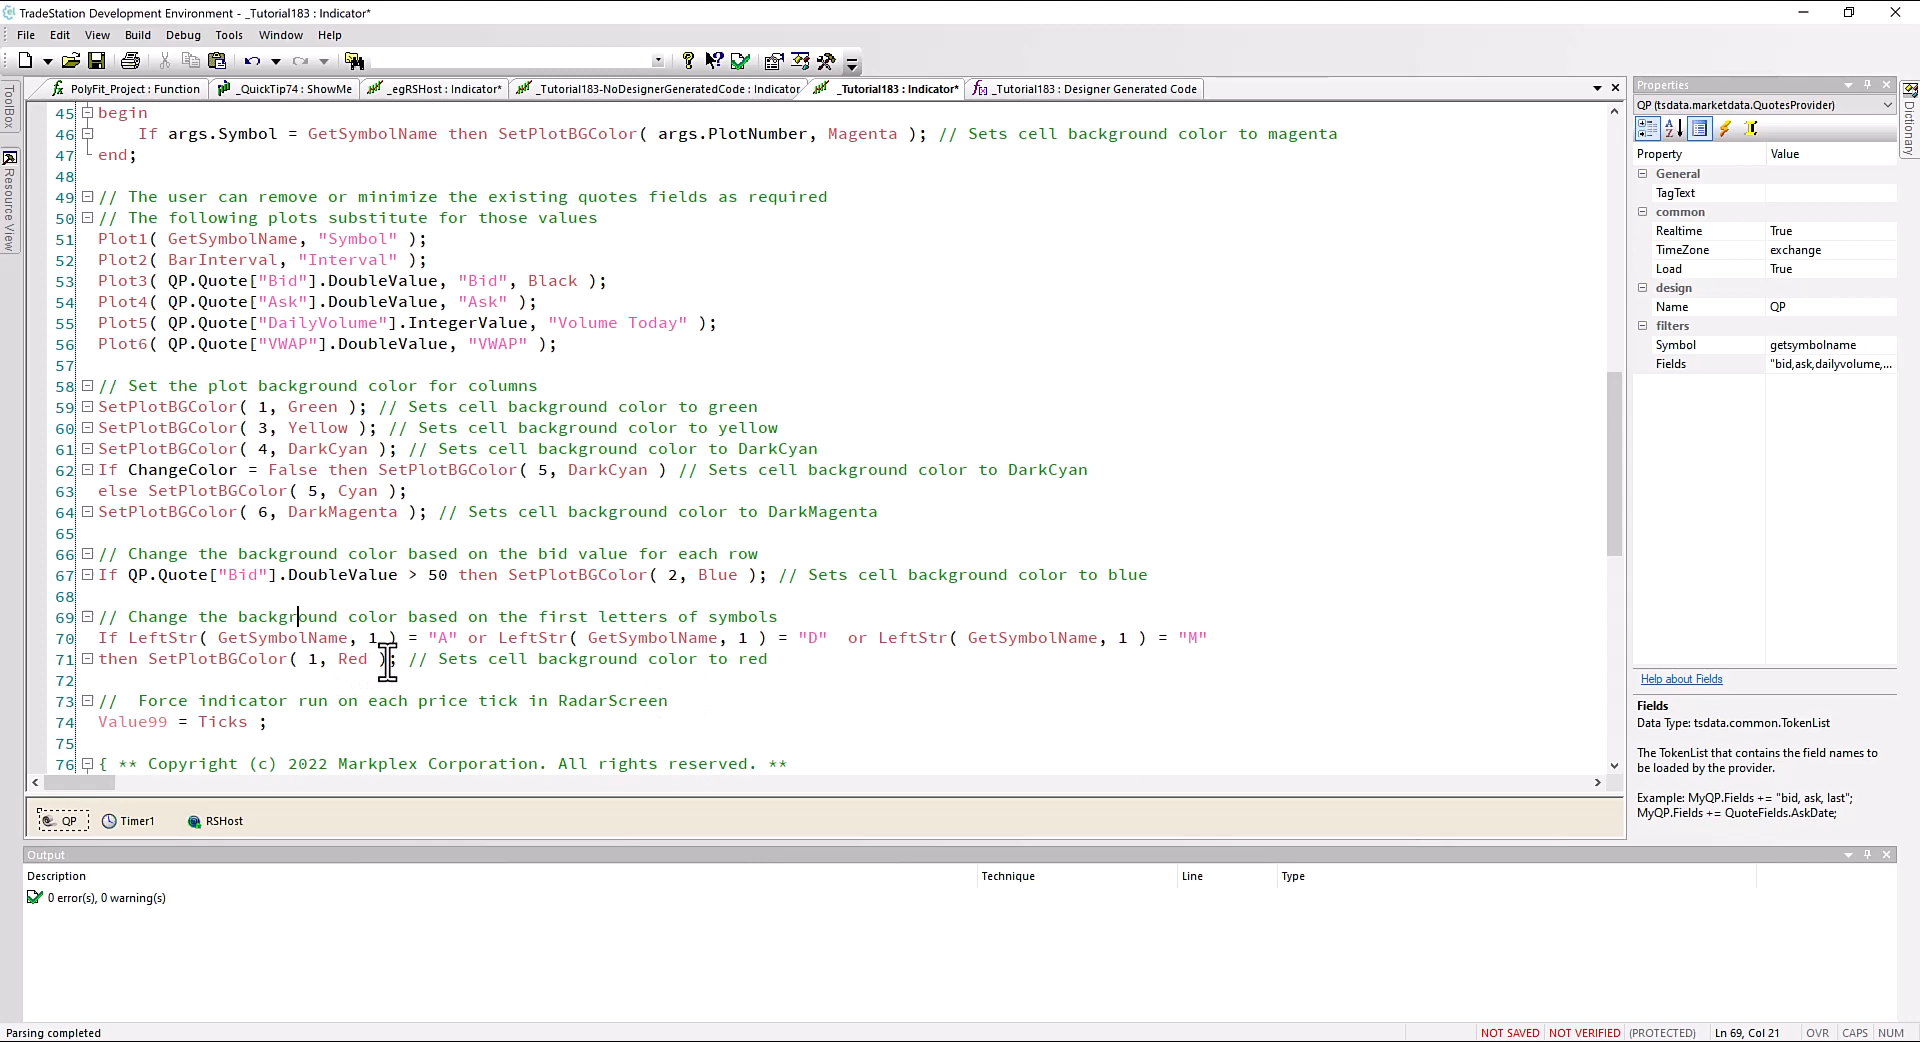 TradeStation Development Environment - _Tutorial183 : Indicator*
File Edit View Build Debug Tools Window Help
PolyFit_Project : Function _QuickTip74 : ShowMe _egRSHost : Indicator* _Tutorial183-NoDesignerGeneratedCode : Indicator _Tutorial183 : Indicator* _Tutorial183 : Designer Generated Code
ToolBox
Resource View
45 begin
46 If args.Symbol = GetSymbolName then SetPlotBGColor( args.PlotNumber, Magenta ); // Sets cell background color to magenta
47 end;
48
49 // The user can remove or minimize the existing quotes fields as required
50 // The following plots substitute for those values
51 Plot1( GetSymbolName, "Symbol" );
52 Plot2( BarInterval, "Interval" );
53 Plot3( QP.Quote["Bid"].DoubleValue, "Bid", Black );
54 Plot4( QP.Quote["Ask"].DoubleValue, "Ask" );
55 Plot5( QP.Quote["DailyVolume"].IntegerValue, "Volume Today" );
56 Plot6( QP.Quote["VWAP"].DoubleValue, "VWAP" );
57
58 // Set the plot background color for columns
59 SetPlotBGColor( 1, Green ); // Sets cell background color to green
60 SetPlotBGColor( 3, Yellow ); // Sets cell background color to yellow
61 SetPlotBGColor( 4, DarkCyan ); // Sets cell background color to DarkCyan
62 If ChangeColor = False then SetPlotBGColor( 5, DarkCyan ) // Sets cell background color to DarkCyan
63 else SetPlotBGColor( 5, Cyan );
64 SetPlotBGColor( 6, DarkMagenta ); // Sets cell background color to DarkMagenta
65
66 // Change the background color based on the bid value for each row
67 If QP.Quote["Bid"].DoubleValue > 50 then SetPlotBGColor( 2, Blue ); // Sets cell background color to blue
68
69 // Change the background color based on the first letters of symbols
70 If LeftStr( GetSymbolName, 1 ) = "A" or LeftStr( GetSymbolName, 1 ) = "D" or LeftStr( GetSymbolName, 1 ) = "M"
71 then SetPlotBGColor( 1, Red ); // Sets cell background color to red
72
73 // Force indicator run on each price tick in RadarScreen
74 Value99 = Ticks ;
75
76 { ** Copyright (c) 2022 Markplex Corporation. All rights reserved. **
QP Timer1 RSHost
Output
Description Technique Line Type
0 error(s), 0 warning(s)
Properties
QP (tsdata.marketdata.QuotesProvider)
Property Value
General
TagText
common
Realtime True
TimeZone exchange
Load True
design
Name QP
filters
Symbol getsymbolname
Fields "bid,ask,dailyvolume,...
Help about Fields
Fields
Data Type: tsdata.common.TokenList
The TokenList that contains the field names to
be loaded by the provider.
Example: MyQP.Fields += "bid, ask, last";
MyQP.Fields += QuoteFields.AskDate;
Dictionary
Parsing completed NOT SAVED NOT VERIFIED (PROTECTED) Ln 69, Col 21 OVR CAPS NUM